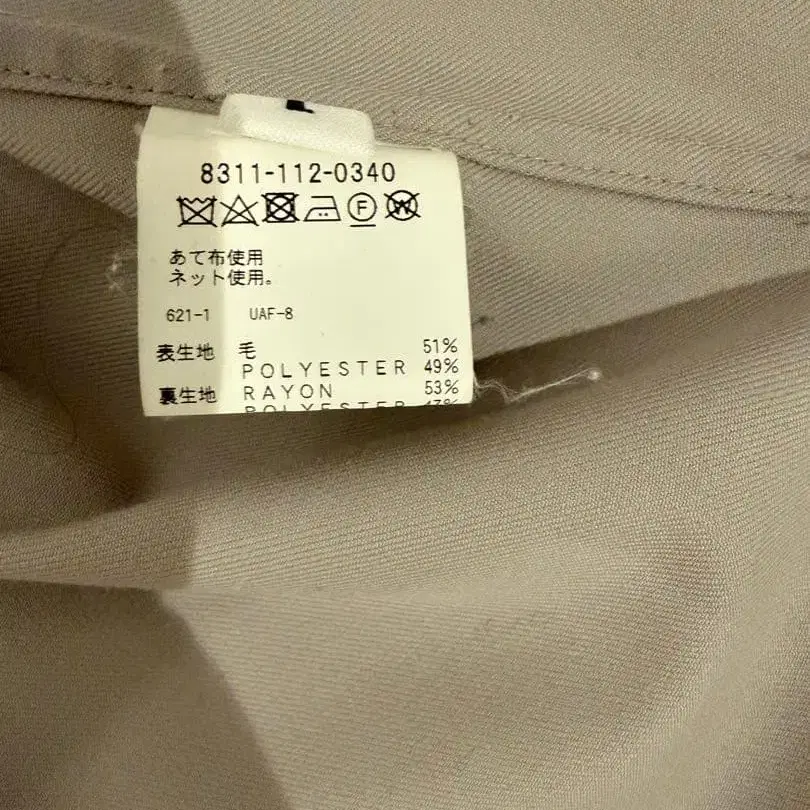 8311-112-0340
F W
あて布使用
ネット使用。
621-1 UAF-8
表生地 毛 51%
POLYESTER 49%
裏生地 RAYON 53%
POLYESTER